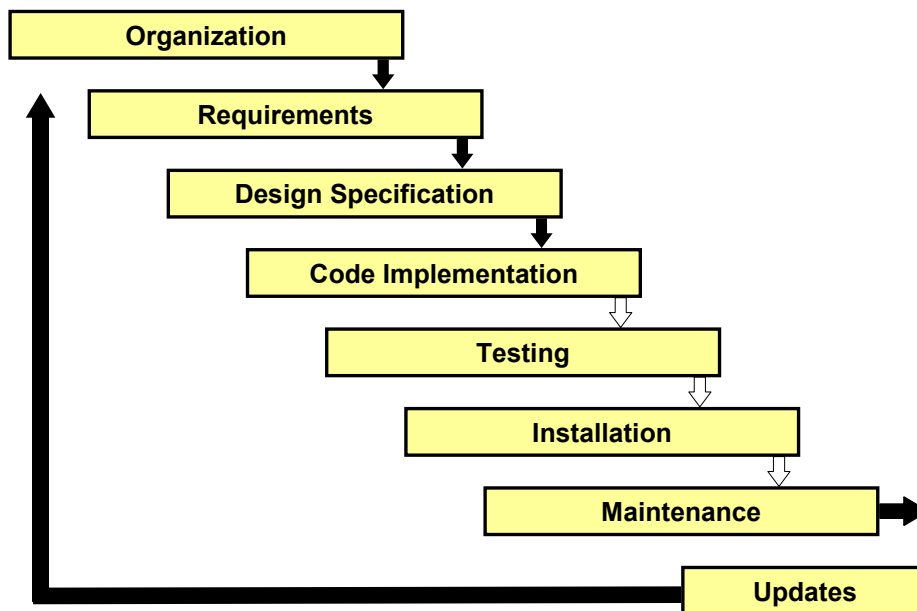 Organization
Requirements
Design Specification
Code Implementation
Testing
Installation
Maintenance
Updates